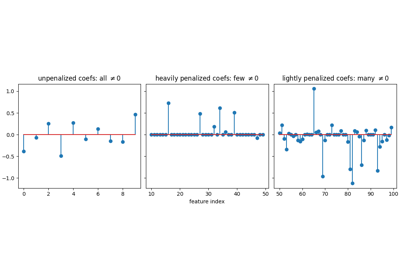 unpenalized coefs: all ≠0
heavily penalized coefs: few ≠0
lightly penalized coefs: many ≠0
1.0
0.5
0.0
−0.5
−1.0
0 2 4 6 8
10 20 30 40 50
50 60 70 80 90 100
feature index